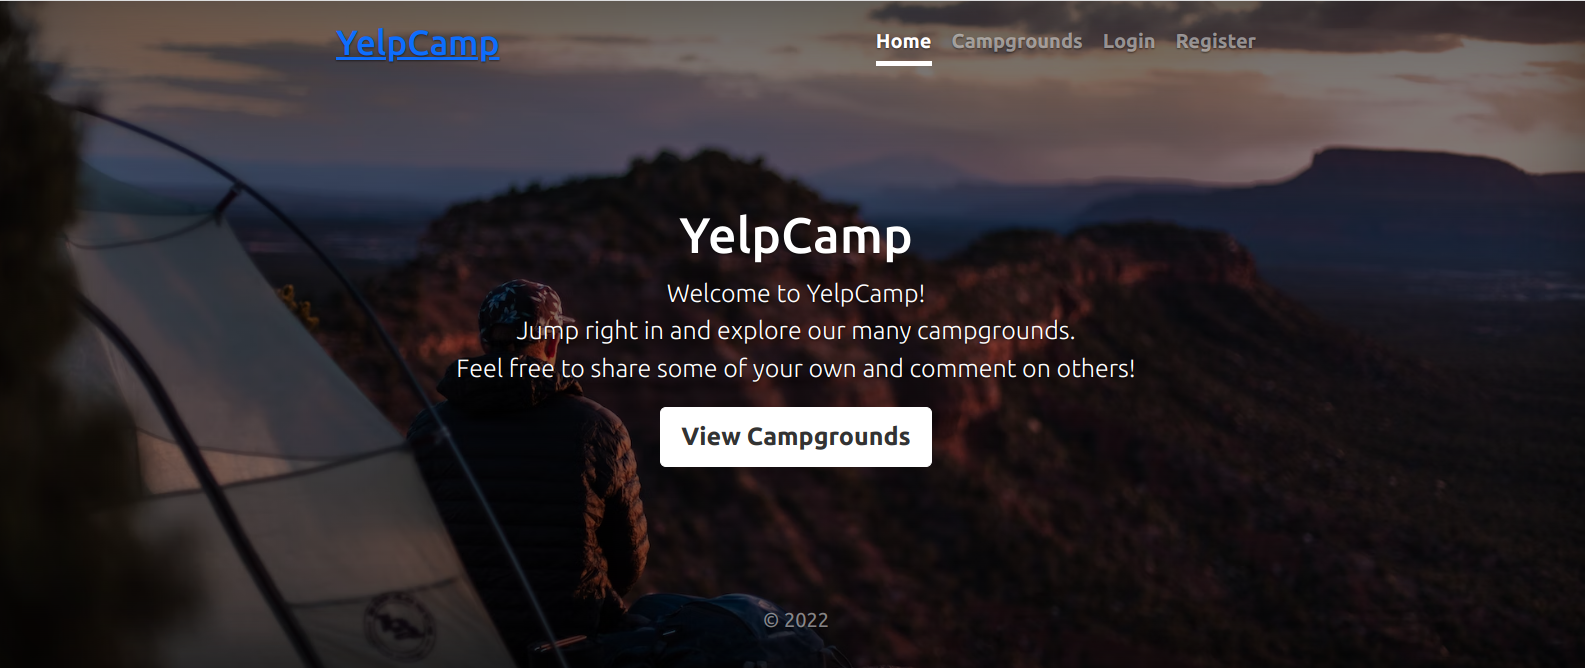 YelpCamp
Home Campgrounds Login Register
YelpCamp
Welcome to YelpCamp!
Jump right in and explore our many campgrounds.
Feel free to share some of your own and comment on others!
View Campgrounds
© 2022